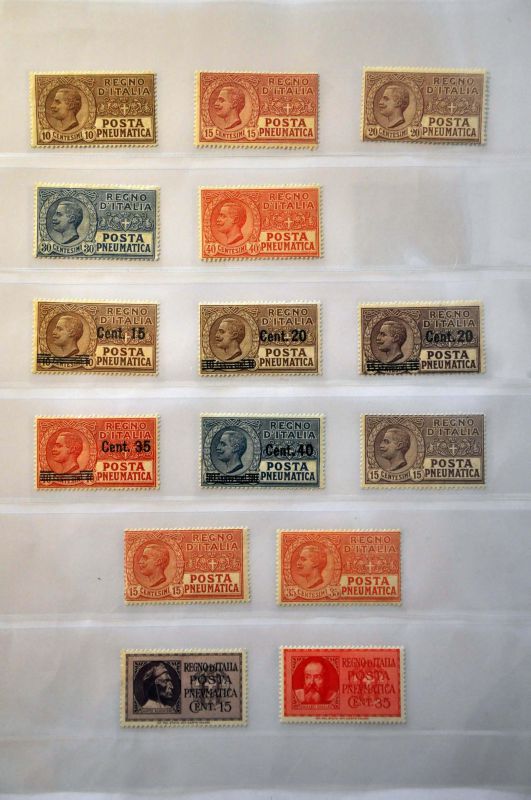 REGNO
D'ITALIA
10 10 POSTA
CENTESIMI PNEUMATICA
REGNO
D'ITALIA
15 15 POSTA
CENTESIMI PNEUMATICA
REGNO
D'ITALIA
20 20 POSTA
CENTESIMI PNEUMATICA
REGNO
D'ITALIA
30 30 POSTA
CENTESIMI PNEUMATICA
REGNO
D'ITALIA
40 40 POSTA
CENTESIMI PNEUMATICA
REGNO
D'ITALIA
Cent. 15
POSTA
PNEUMATICA
REGNO
D'ITALIA
Cent. 20
POSTA
PNEUMATICA
REGNO
D'ITALIA
Cent. 20
POSTA
PNEUMATICA
REGNO
D'ITALIA
Cent. 35
POSTA
PNEUMATICA
REGNO
D'ITALIA
Cent. 40
POSTA
PNEUMATICA
REGNO
D'ITALIA
15 15 POSTA
CENTESIMI PNEUMATICA
REGNO
D'ITALIA
15 15 POSTA
CENTESIMI PNEUMATICA
REGNO
D'ITALIA
35 35 POSTA
CENTESIMI PNEUMATICA
REGNO D'ITALIA
POSTA
PNEUMATICA
CENT. 15
REGNO D'ITALIA
POSTA
PNEUMATICA
CENT. 35